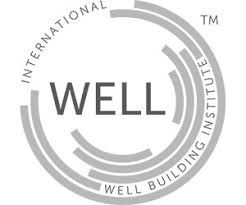 INTERNATIONAL
TM
WELL
WELL BUILDING INSTITUTE